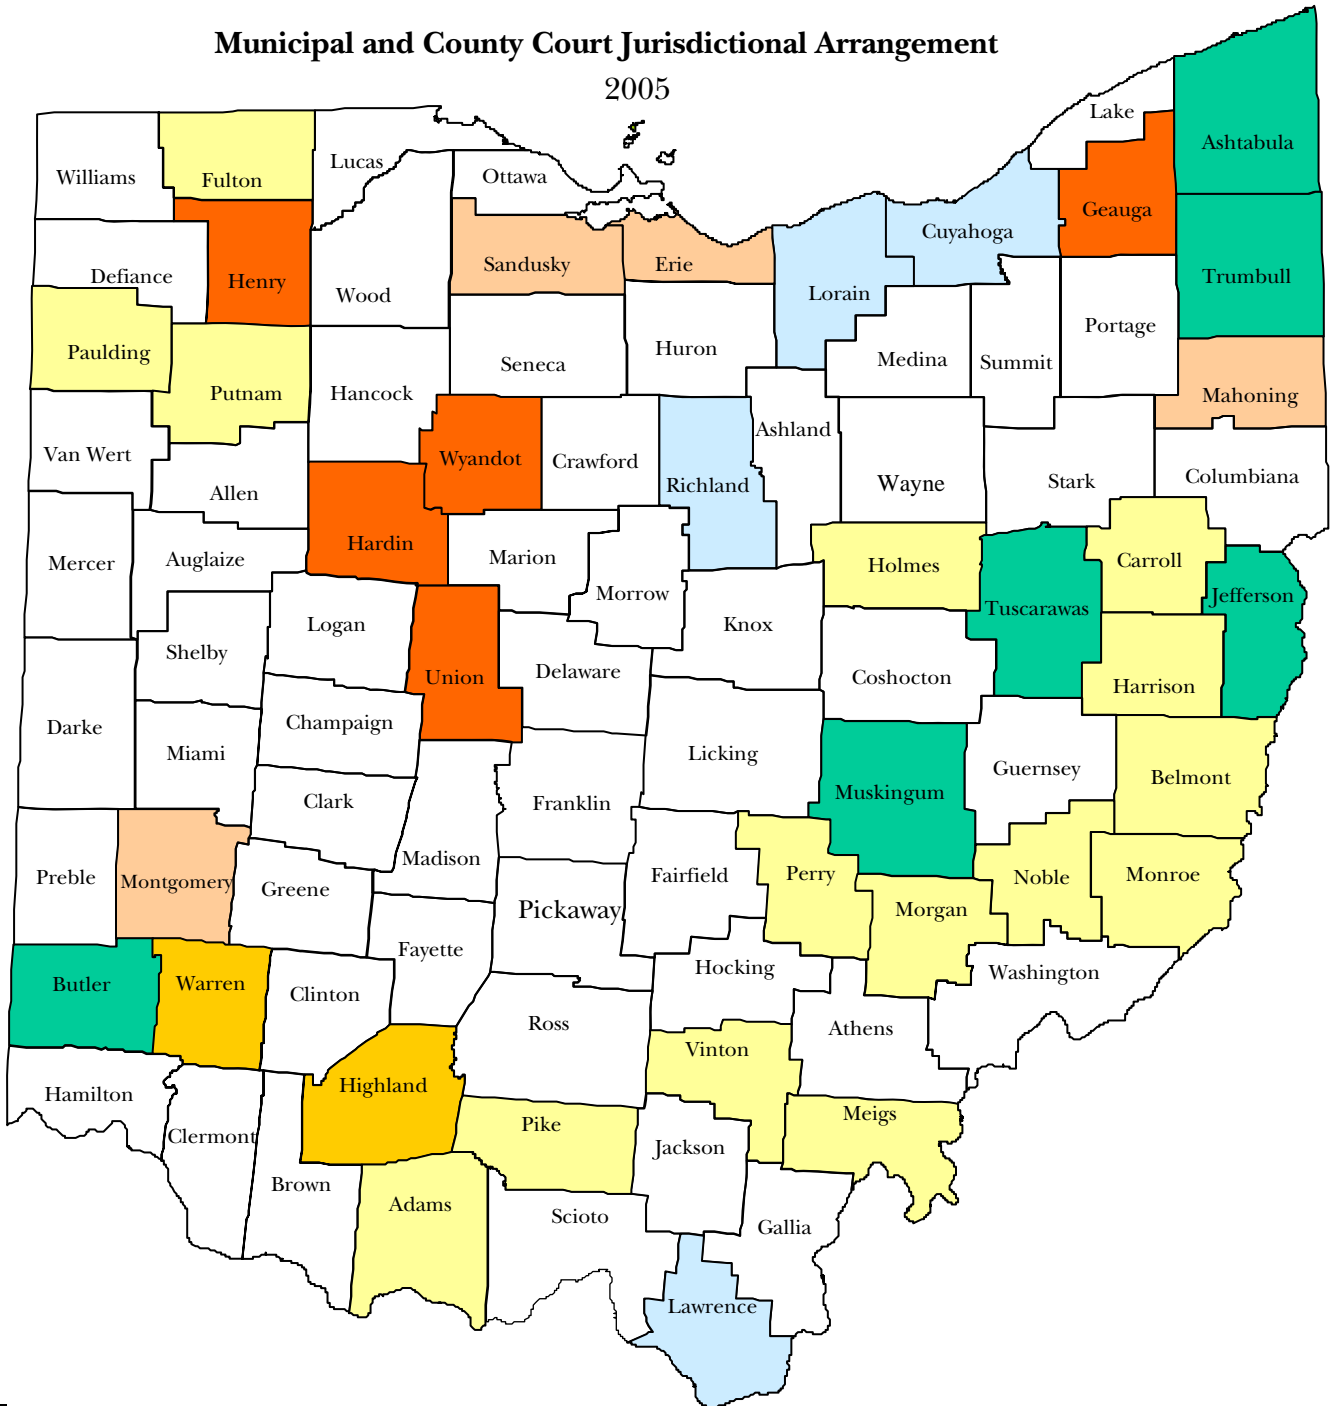 Municipal and County Court Jurisdictional Arrangement
2005
Lake
Ashtabula
Lucas
Williams
Fulton
Ottawa
Geauga
Cuyahoga
Sandusky
Erie
Defiance
Henry
Trumbull
Wood
Lorain
Portage
Paulding
Huron
Medina
Summit
Seneca
Putnam
Hancock
Mahoning
Ashland
Van Wert
Wyandot
Crawford
Richland
Wayne
Stark
Columbiana
Allen
Hardin
Mercer
Auglaize
Marion
Holmes
Carroll
Morrow
Jefferson
Tuscarawas
Logan
Knox
Shelby
Union
Delaware
Coshocton
Harrison
Darke
Champaign
Miami
Licking
Guernsey
Belmont
Clark
Franklin
Muskingum
Madison
Preble
Montgomery
Greene
Fairfield
Perry
Noble
Monroe
Pickaway
Morgan
Fayette
Butler
Warren
Clinton
Hocking
Washington
Ross
Athens
Vinton
Hamilton
Highland
Meigs
Clermont
Pike
Jackson
Brown
Adams
Scioto
Gallia
Lawrence